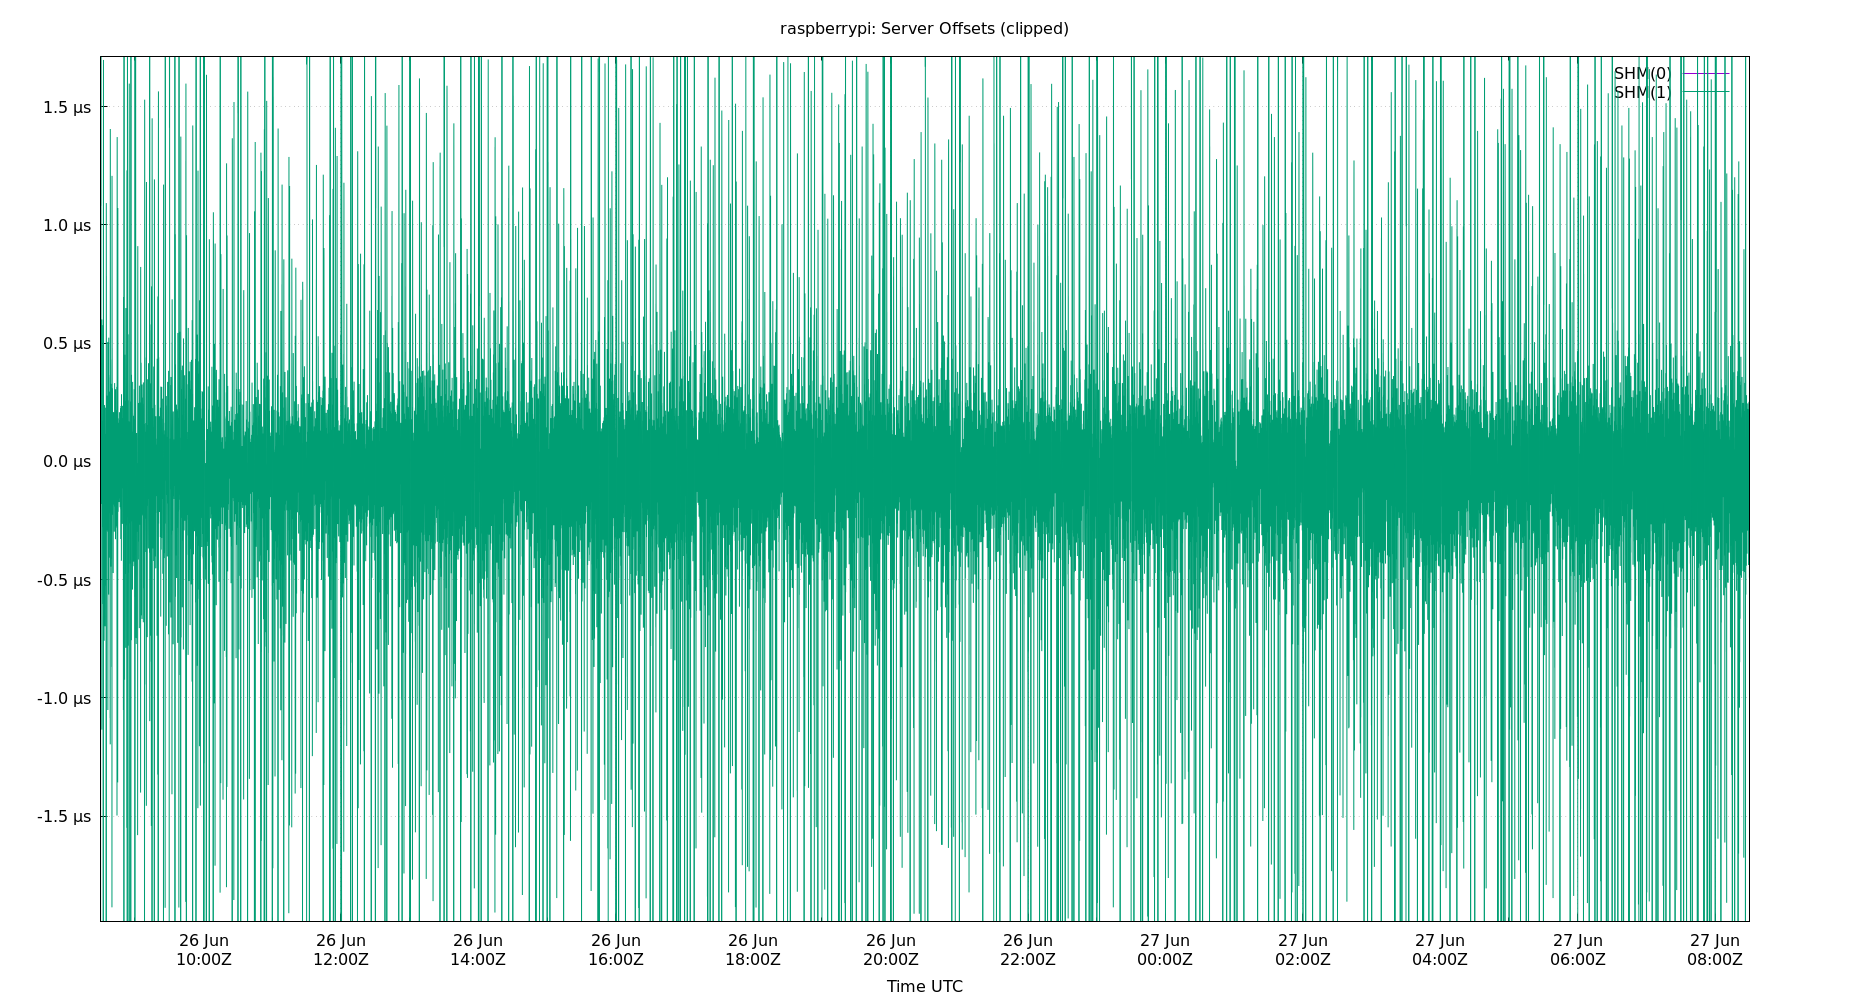 raspberrypi: Server Offsets (clipped)
SHM(0)
SHM(1)
1.5 µs
1.0 µs
0.5 µs
0.0 µs
-0.5 µs
-1.0 µs
-1.5 µs
26 Jun 26 Jun 26 Jun 26 Jun 26 Jun 26 Jun 26 Jun 27 Jun 27 Jun 27 Jun 27 Jun 27 Jun
10:00Z 12:00Z 14:00Z 16:00Z 18:00Z 20:00Z 22:00Z 00:00Z 02:00Z 04:00Z 06:00Z 08:00Z
Time UTC